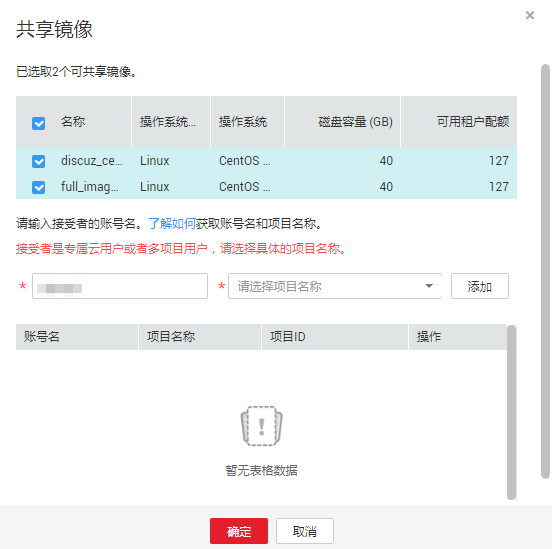 共享镜像
已选取2个可共享镜像。
名称 操作系统... 操作系统 磁盘容量 (GB) 可用租户配额
discuz_ce... Linux CentOS ... 40 127
full_imag... Linux CentOS ... 40 127
请输入接受者的账号名。了解如何获取账号名和项目名称。
接受者是专属云用户或者多项目用户，请选择具体的项目名称。
* * 请选择项目名称 添加
账号名 项目名称 项目ID 操作
暂无表格数据
确定 取消